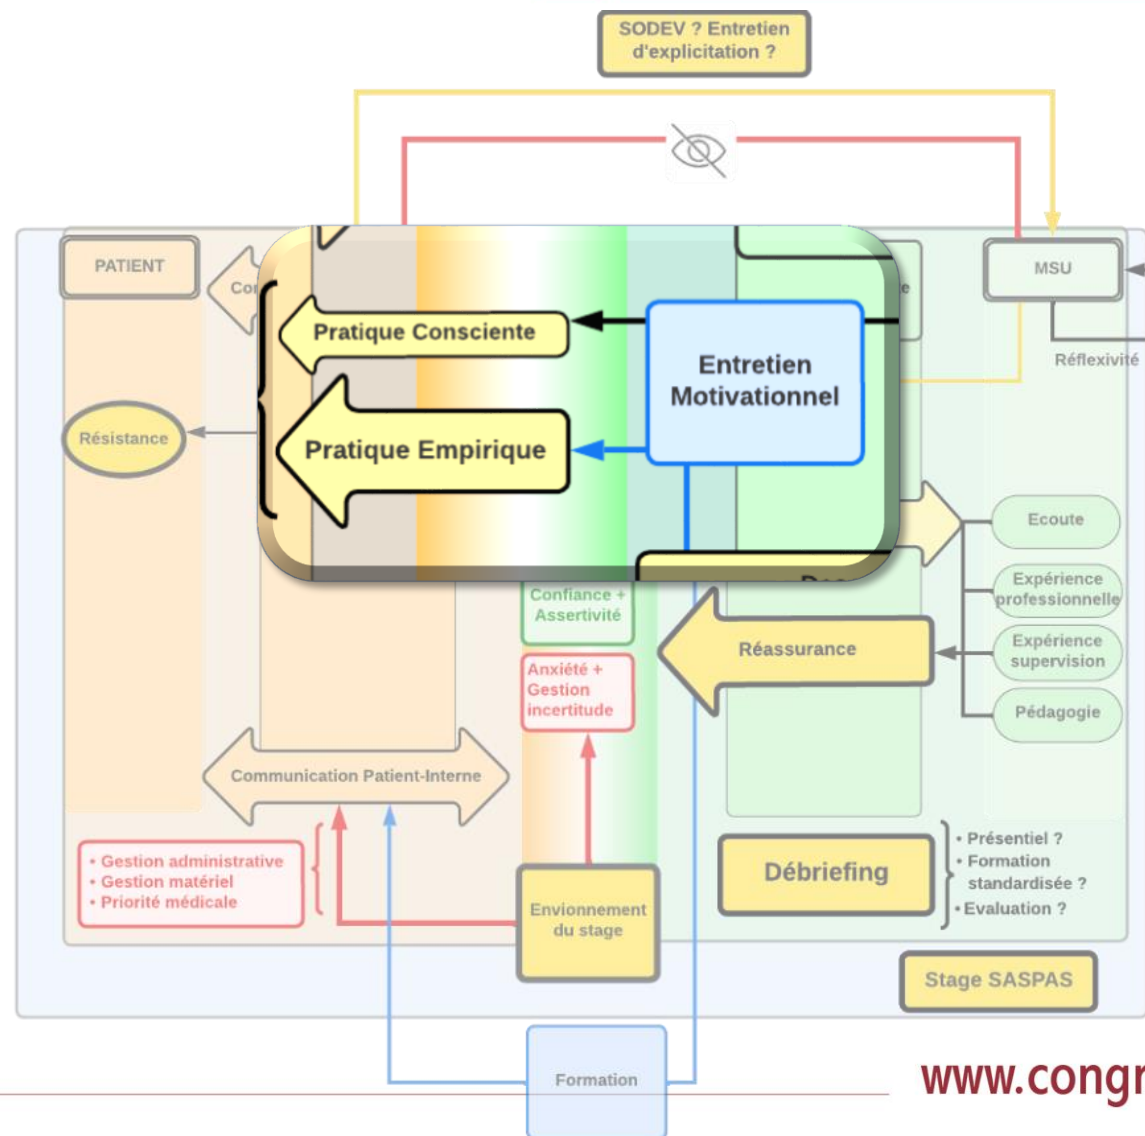 SODEV ? Entretien
d'explicitation ?
PATIENT
MSU
Réflexivité
Pratique Consciente
Entretien
Motivationnel
Pratique Empirique
Résistance
Ecoute
Expérience
professionnelle
Expérience
supervision
Pédagogie
Confiance +
Assertivité
Réassurance
Anxiété +
Gestion
incertitude
Communication Patient-Interne
• Gestion administrative
• Gestion matériel
• Priorité médicale
Envionnement
du stage
Débriefing
• Présentiel ?
• Formation
standardisée ?
• Evaluation ?
Stage SASPAS
Formation
www.congr